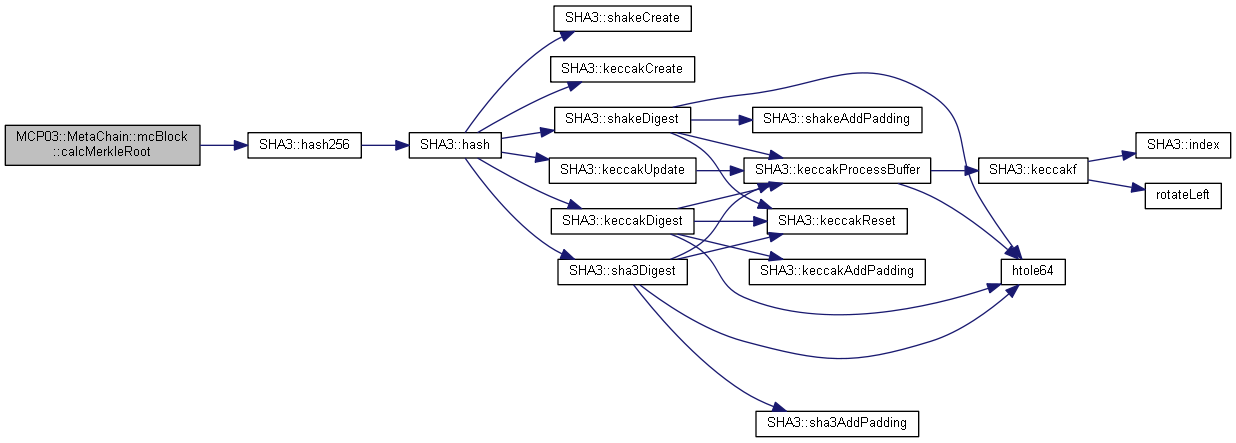 MCP03::MetaChain::mcBlock
::calcMerkleRoot
SHA3::hash256
SHA3::hash
SHA3::shakeCreate
SHA3::keccakCreate
SHA3::shakeDigest
SHA3::keccakUpdate
SHA3::keccakDigest
SHA3::sha3Digest
SHA3::shakeAddPadding
SHA3::keccakProcessBuffer
SHA3::keccakReset
SHA3::keccakAddPadding
SHA3::sha3AddPadding
SHA3::keccakf
htole64
SHA3::index
rotateLeft